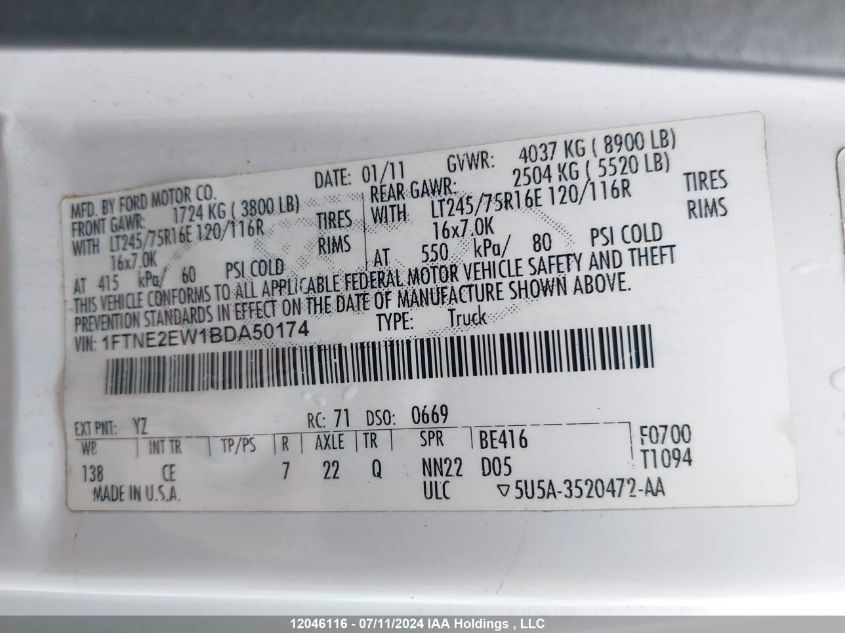 MFD. BY FORD MOTOR CO. DATE: 01/11 GVWR: 4037 KG ( 8900 LB)
FRONT GAWR: 1724 KG ( 3800 LB) REAR GAWR: 2504 KG ( 5520 LB)
WITH LT245/75R16E 120/116R TIRES WITH LT245/75R16E 120/116R TIRES
16x7.0K RIMS 16x7.0K RIMS
AT 415 kPa/ 60 PSI COLD AT 550 kPa/ 80 PSI COLD
THIS VEHICLE CONFORMS TO ALL APPLICABLE FEDERAL MOTOR VEHICLE SAFETY AND THEFT
PREVENTION STANDARDS IN EFFECT ON THE DATE OF MANUFACTURE SHOWN ABOVE.
VIN: 1FTNE2EW1BDA50174 TYPE: Truck
EXT PNT: YZ RC: 71 DSO: 0669
WB INT TR TP/PS R AXLE TR SPR BE416 F0700
138 CE 7 22 Q NN22 D05 T1094
MADE IN U.S.A. ULC ▽5U5A-3520472-AA
12046116 - 07/11/2024 IAA Holdings , LLC